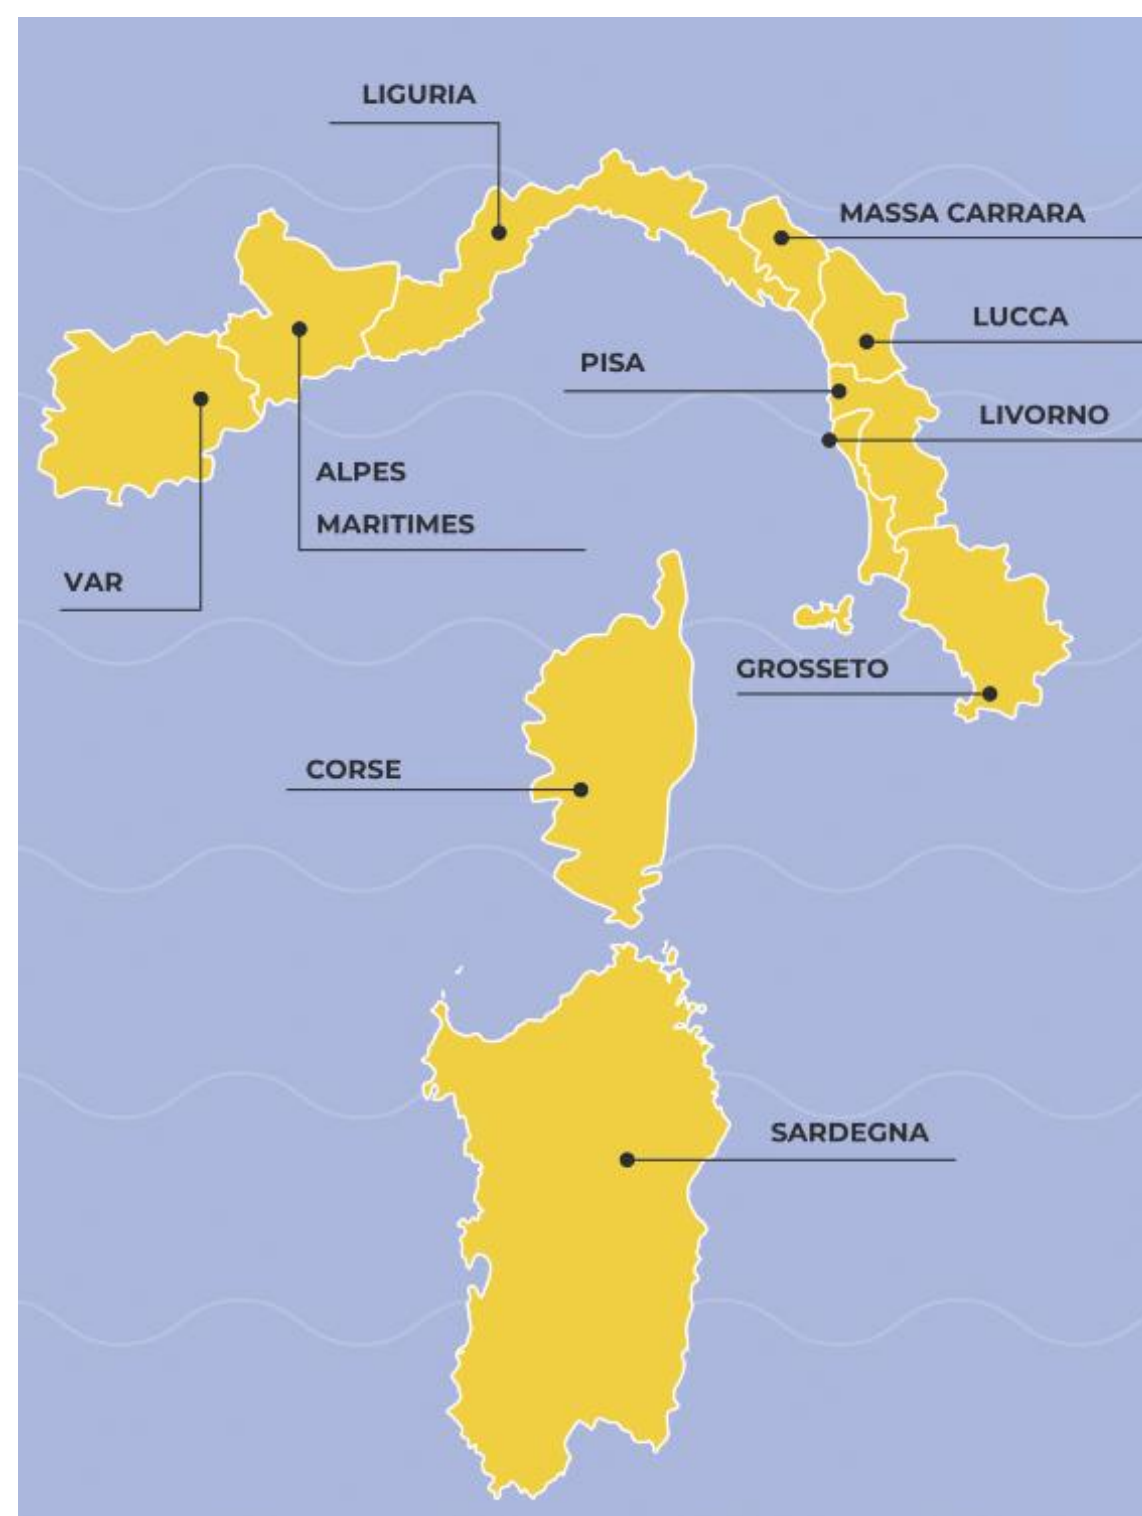 LIGURIA
MASSA CARRARA
LUCCA
PISA
LIVORNO
ALPES
MARITIMES
VAR
GROSSETO
CORSE
SARDEGNA